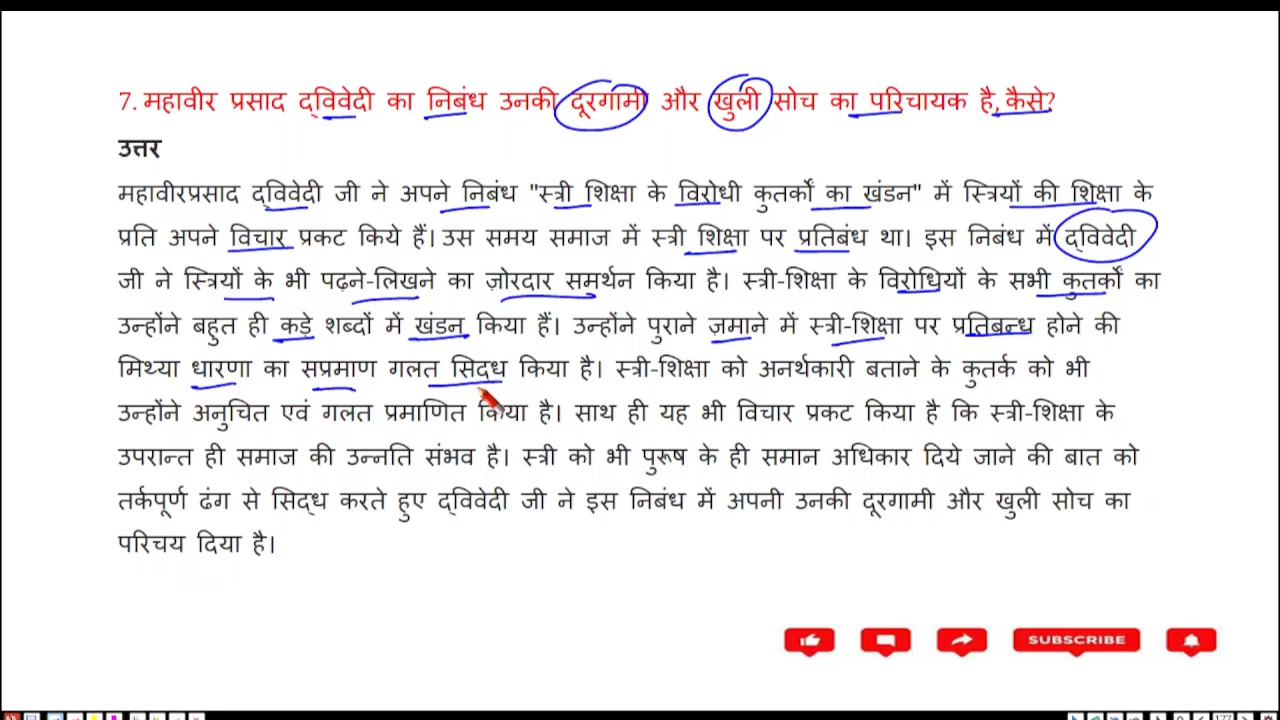 7. महावीर प्रसाद द्विवेदी का निबंध उनकी दूरगामी और खुली सोच का परिचायक है, कैसे?
उत्तर
महावीरप्रसाद द्विवेदी जी ने अपने निबंध "स्त्री शिक्षा के विरोधी कुतर्कों का खंडन" में स्त्रियों की शिक्षा के
प्रति अपने विचार प्रकट किये हैं। उस समय समाज में स्त्री शिक्षा पर प्रतिबंध था। इस निबंध में द्विवेदी
जी ने स्त्रियों के भी पढ़ने-लिखने का ज़ोरदार समर्थन किया है। स्त्री-शिक्षा के विरोधियों के सभी कुतर्कों का
उन्होंने बहुत ही कड़े शब्दों में खंडन किया हैं। उन्होंने पुराने ज़माने में स्त्री-शिक्षा पर प्रतिबन्ध होने की
मिथ्या धारणा का सप्रमाण गलत सिद्ध किया है। स्त्री-शिक्षा को अनर्थकारी बताने के कुतर्क को भी
उन्होंने अनुचित एवं गलत प्रमाणित किया है। साथ ही यह भी विचार प्रकट किया है कि स्त्री-शिक्षा के
उपरान्त ही समाज की उन्नति संभव है। स्त्री को भी पुरूष के ही समान अधिकार दिये जाने की बात को
तर्कपूर्ण ढंग से सिद्ध करते हुए द्विवेदी जी ने इस निबंध में अपनी उनकी दूरगामी और खुली सोच का
परिचय दिया है।
SUBSCRIBE